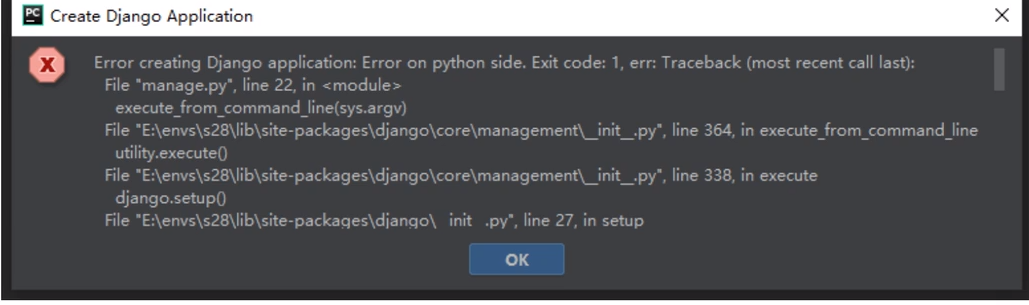 PC Create Django Application
Error creating Django application: Error on python side. Exit code: 1, err: Traceback (most recent call last):
File "manage.py", line 22, in <module>
execute_from_command_line(sys.argv)
File "E:\envs\s28\lib\site-packages\django\core\management\__init__.py", line 364, in execute_from_command_line
utility.execute()
File "E:\envs\s28\lib\site-packages\django\core\management\__init__.py", line 338, in execute
django.setup()
File "E:\envs\s28\lib\site-packages\django\__init__.py", line 27, in setup
OK